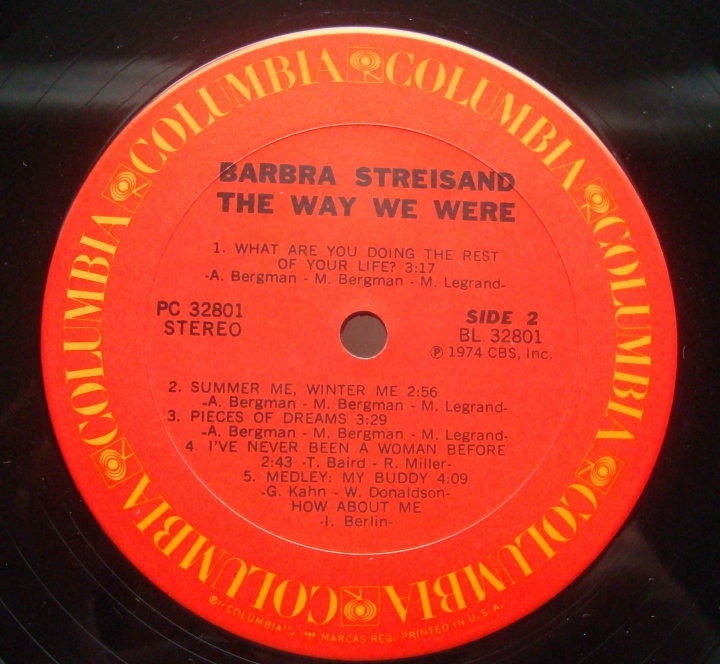 COLUMBIA COLUMBIA COLUMBIA COLUMBIA COLUMBIA COLUMBIA COLUMBIA
BARBRA STREISAND
THE WAY WE WERE
1. WHAT ARE YOU DOING THE REST
OF YOUR LIFE? 3:17
-A. Bergman - M. Bergman - M. Legrand-
PC 32801
STEREO
SIDE 2
BL 32801
Ⓟ 1974 CBS, Inc.
2. SUMMER ME, WINTER ME 2:56
-A. Bergman - M. Bergman - M. Legrand-
3. PIECES OF DREAMS 3:29
-A. Bergman - M. Bergman - M. Legrand-
4. I'VE NEVER BEEN A WOMAN BEFORE
2:43 -T. Baird - R. Miller-
5. MEDLEY: MY BUDDY 4:09
-G. Kahn - W. Donaldson-
HOW ABOUT ME
-I. Berlin-
® "COLUMBIA", MARCAS REG. PRINTED IN U.S.A.